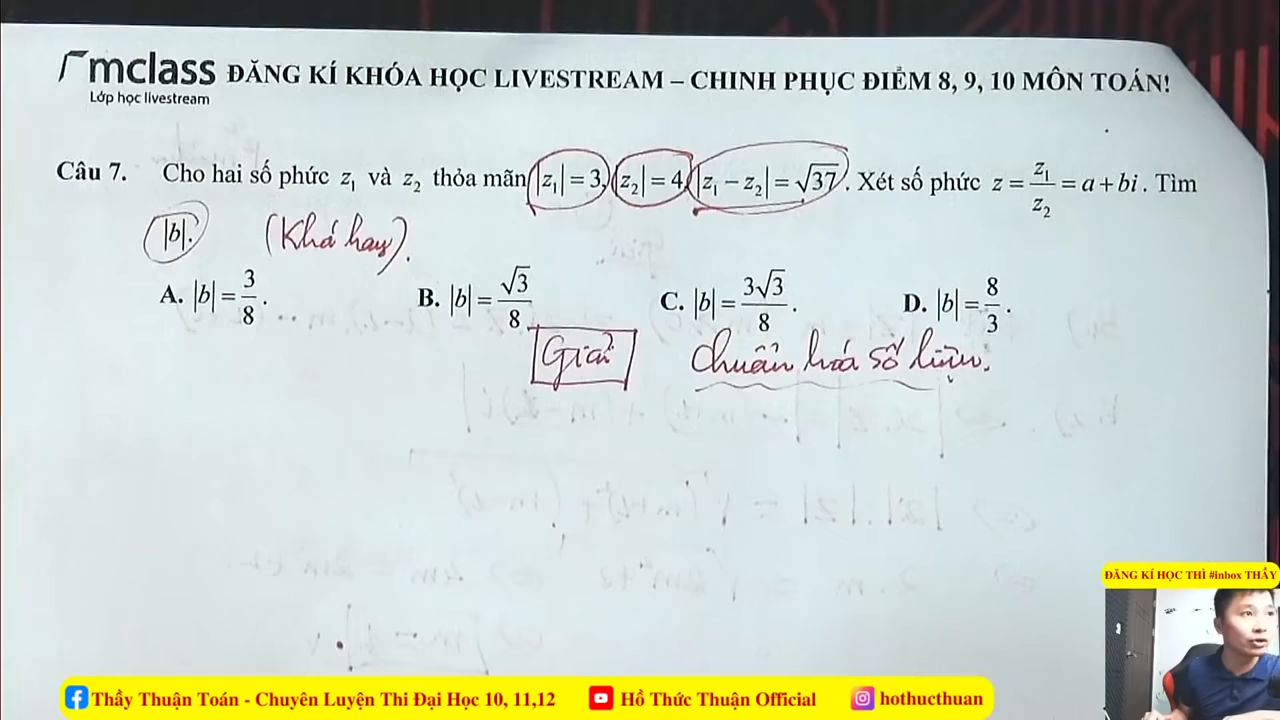 mclass ĐĂNG KÍ KHÓA HỌC LIVESTREAM – CHINH PHỤC ĐIỂM 8, 9, 10 MÔN TOÁN!
Lớp học livestream
Câu 7. Cho hai số phức z₁ và z₂ thỏa mãn |z₁| = 3, |z₂| = 4, |z₁ − z₂| = √37. Xét số phức z = z₁/z₂ = a + bi. Tìm
|b|. (Khá hay).
A. |b| = 3/8. B. |b| = √3/8 C. |b| = 3√3/8. D. |b| = 8/3.
Giải chuẩn hoá số liệu.
ĐĂNG KÍ HỌC THÌ #inbox THẦY
Thầy Thuận Toán - Chuyên Luyện Thi Đại Học 10, 11,12 Hồ Thức Thuận Official hothucthuan